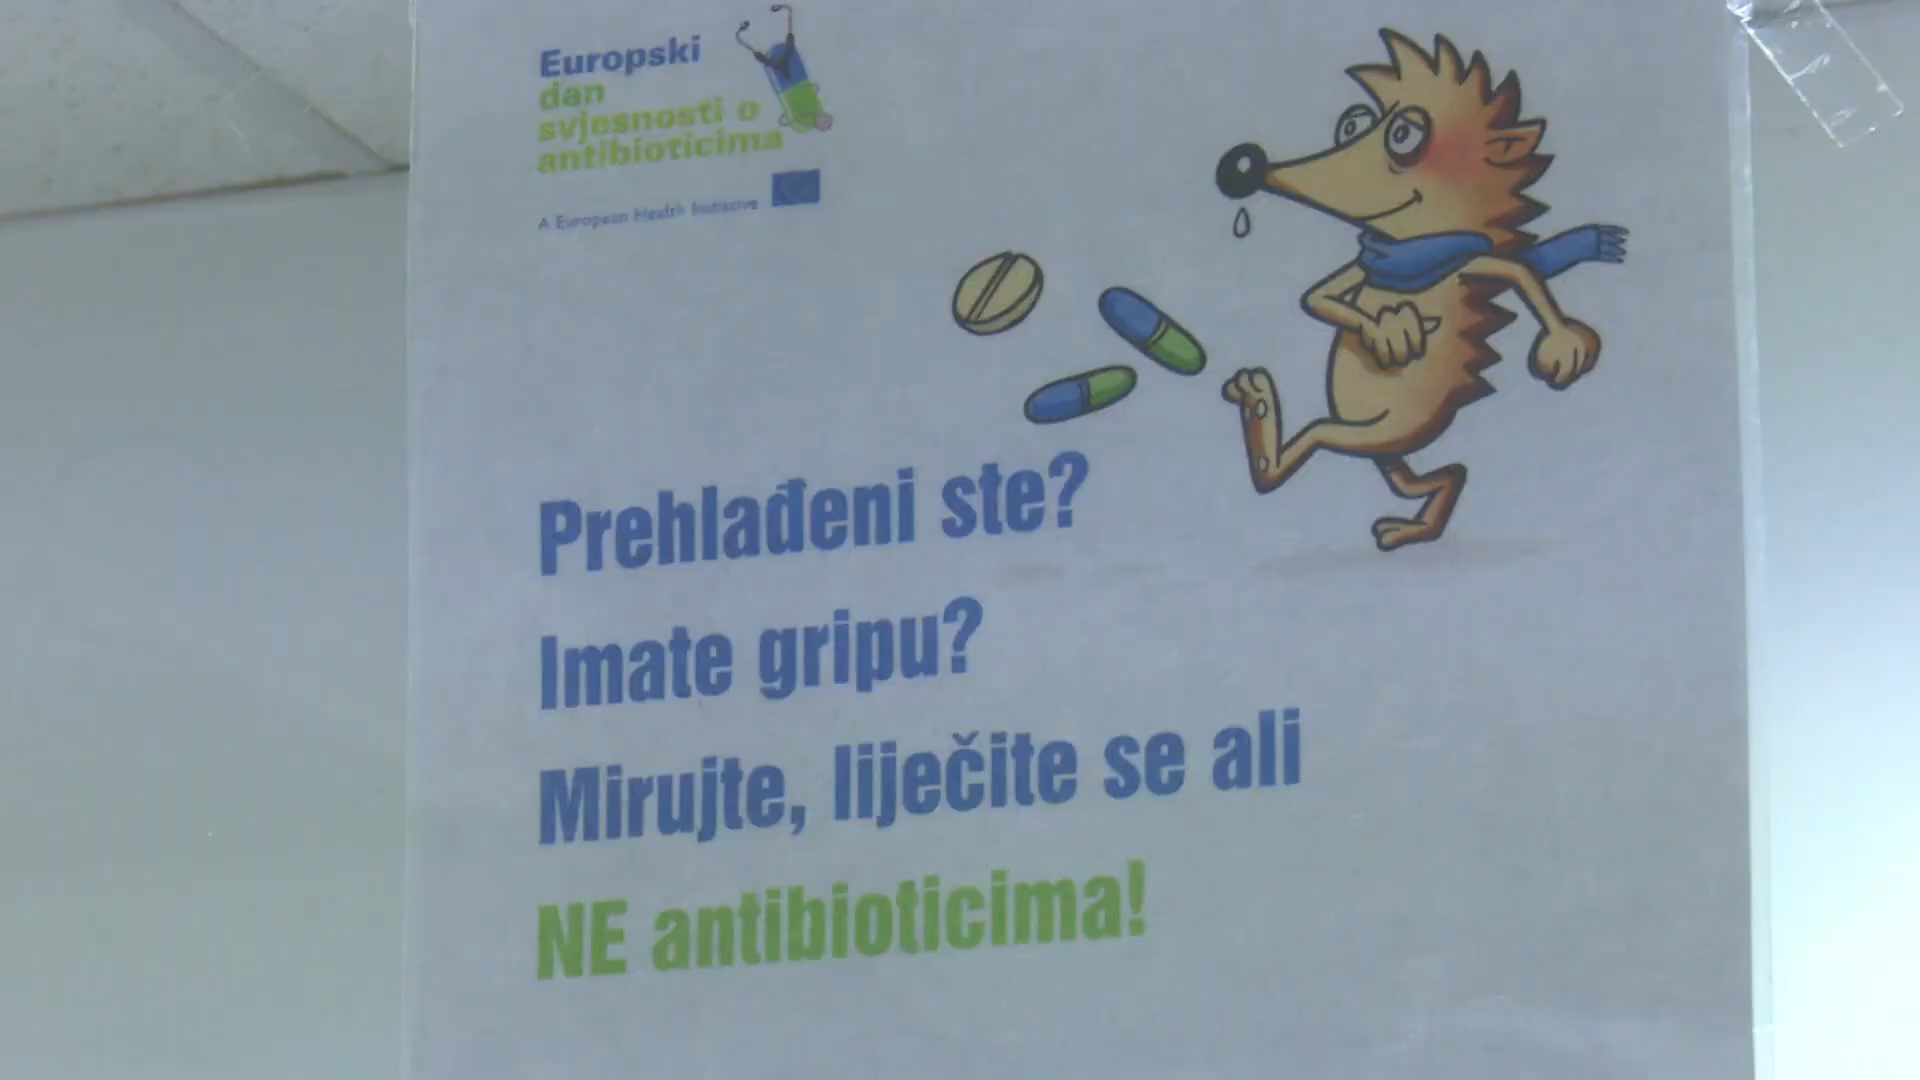 Europski
dan
svjesnosti o
antibioticima
A European Health Initiative
Prehlađeni ste?
Imate gripu?
Mirujte, liječite se ali
NE antibioticima!